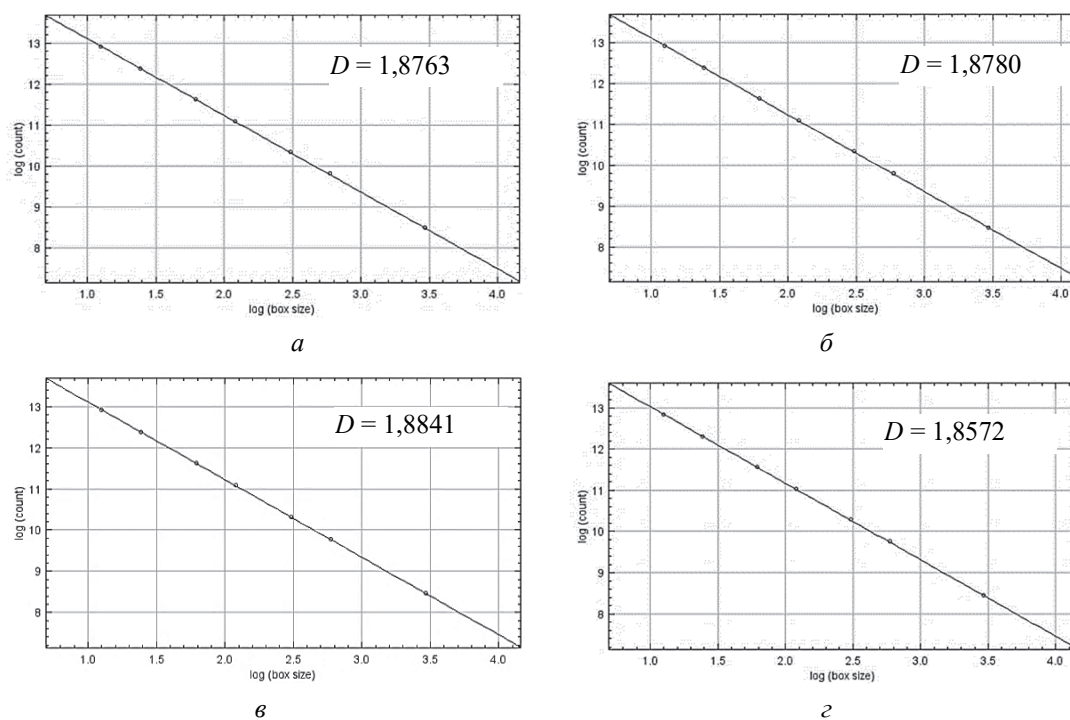 D = 1,8763
13
12
11
10
9
8
log (count)
1.0 1.5 2.0 2.5 3.0 3.5 4.0
log (box size)
а
D = 1,8780
13
12
11
10
9
8
log (count)
1.0 1.5 2.0 2.5 3.0 3.5 4.0
log (box size)
б
D = 1,8841
13
12
11
10
9
8
log (count)
1.0 1.5 2.0 2.5 3.0 3.5 4.0
log (box size)
в
D = 1,8572
13
12
11
10
9
8
log (count)
1.0 1.5 2.0 2.5 3.0 3.5 4.0
log (box size)
г